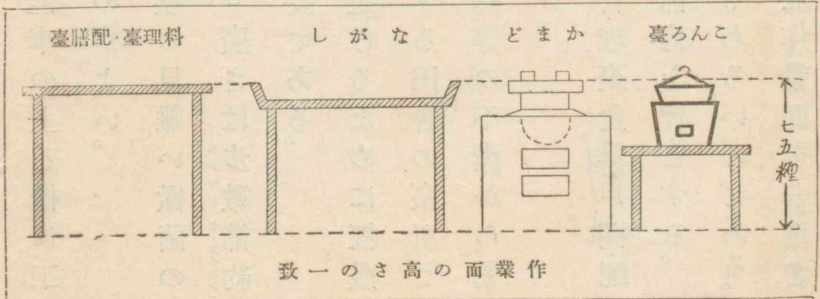 こんろ臺
かまど
ながし
料理臺 配膳臺
七五糎
作業面の高さの一致